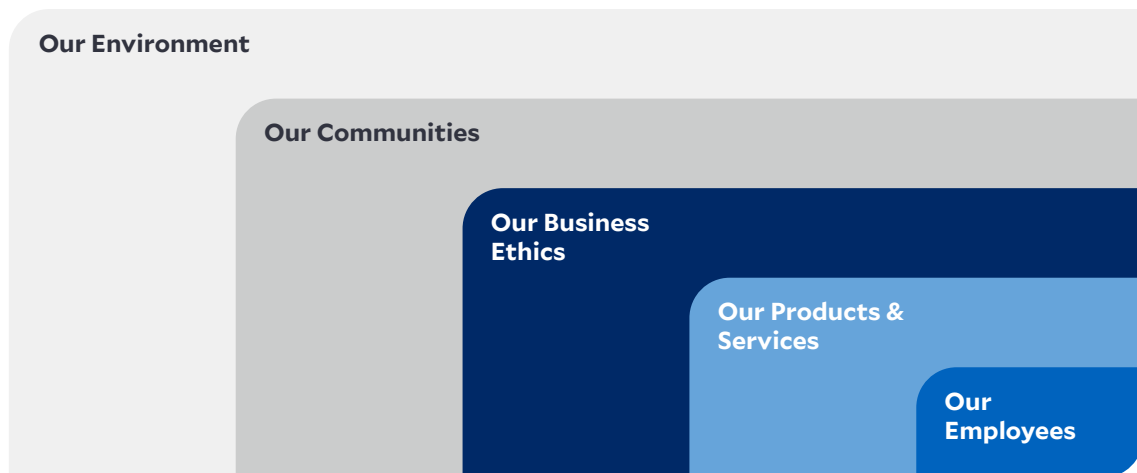 Our Environment
Our Communities
Our Business
Ethics
Our Products &
Services
Our
Employees